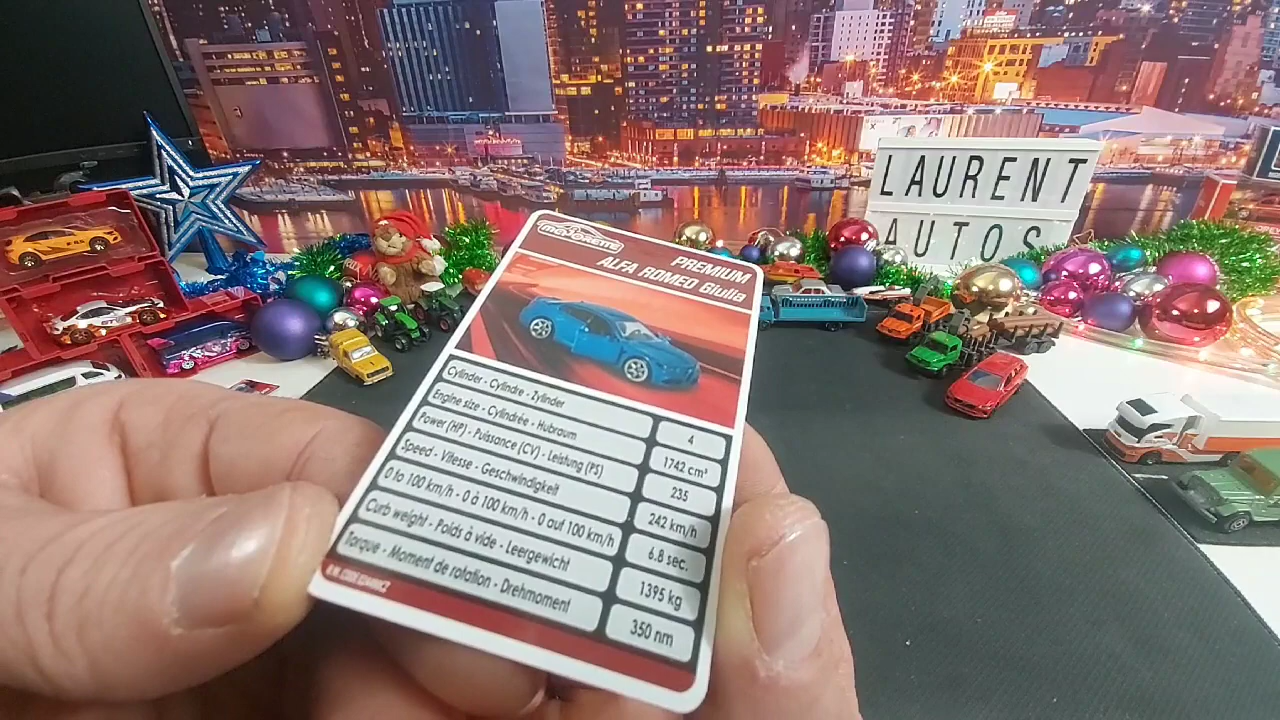 LAURENT
AUTOS
majorette
PREMIUM
ALFA ROMEO Giulia
Cylinder - Cylindre - Zylinder
4
Engine size - Cylindrée - Hubraum
1742 cm³
Power (HP) - Puissance (CV) - Leistung (PS)
235
Speed - Vitesse - Geschwindigkeit
242 km/h
0 to 100 km/h - 0 à 100 km/h - 0 auf 100 km/h
6.8 sec.
Curb weight - Poids à vide - Leergewicht
1395 kg
Torque - Moment de rotation - Drehmoment
350 nm